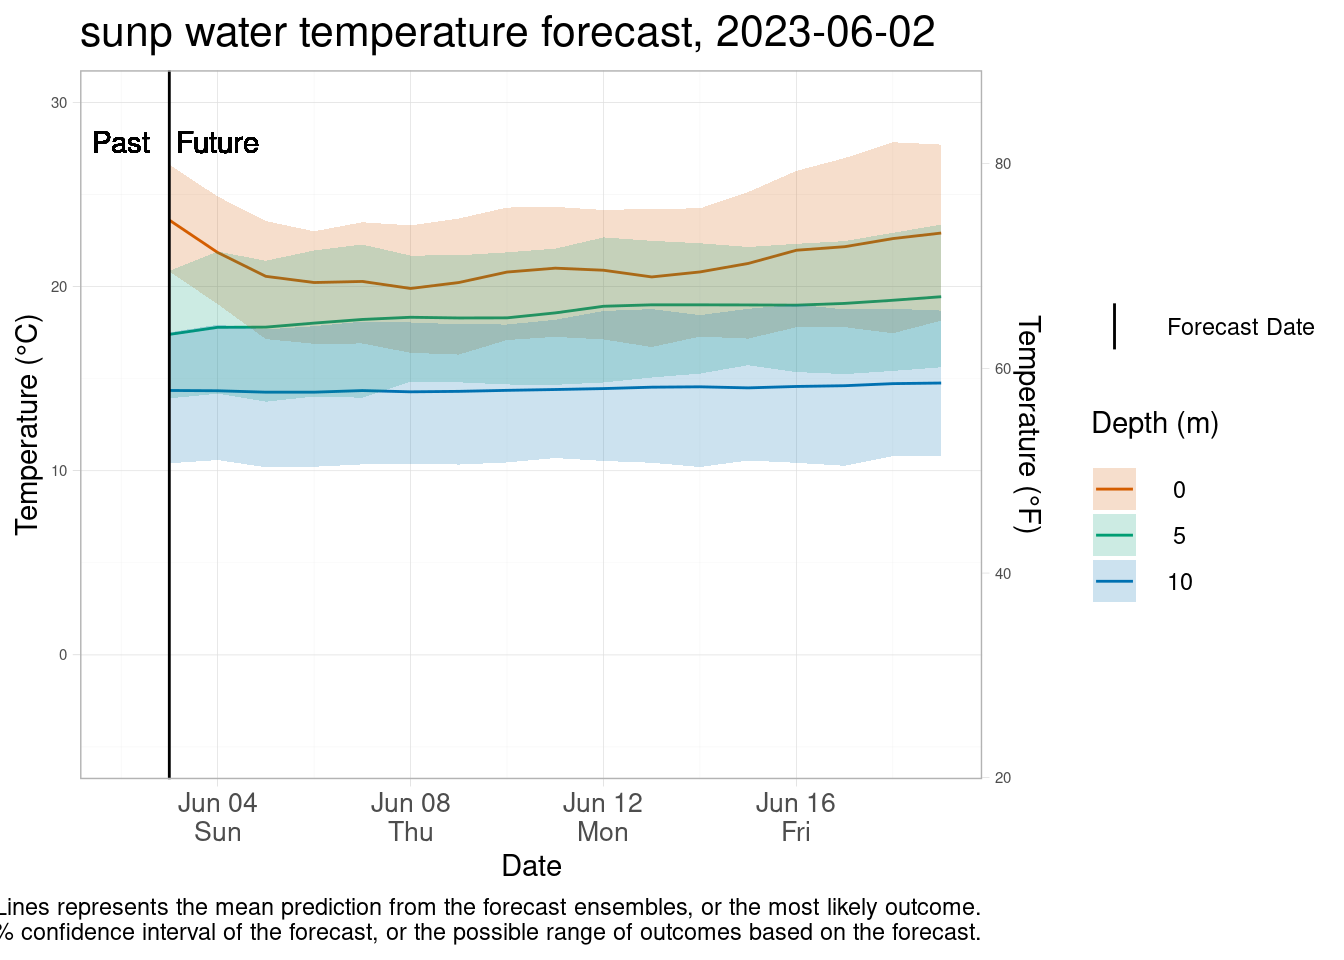 sunp water temperature forecast, 2023-06-02
Past
Future
30
20
10
0
Temperature (°C)
80
60
40
20
Temperature (°F)
Jun 04
Sun
Jun 08
Thu
Jun 12
Mon
Jun 16
Fri
Date
Forecast Date
Depth (m)
0
5
10
Lines represents the mean prediction from the forecast ensembles, or the most likely outcome.
% confidence interval of the forecast, or the possible range of outcomes based on the forecast.